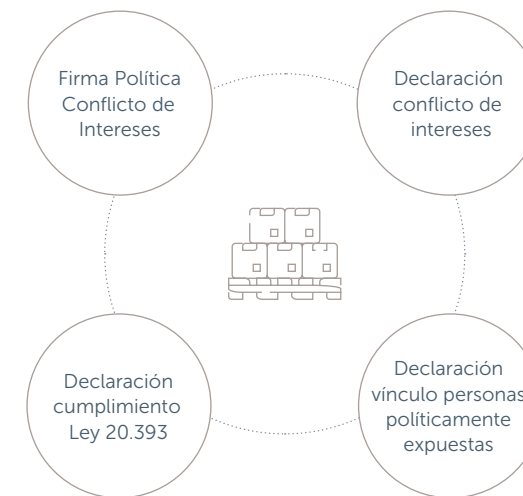 Firma Política
Conflicto de
Intereses
Declaración
conflicto de
intereses
Declaración
cumplimiento
Ley 20.393
Declaración
vínculo personas
políticamente
expuestas